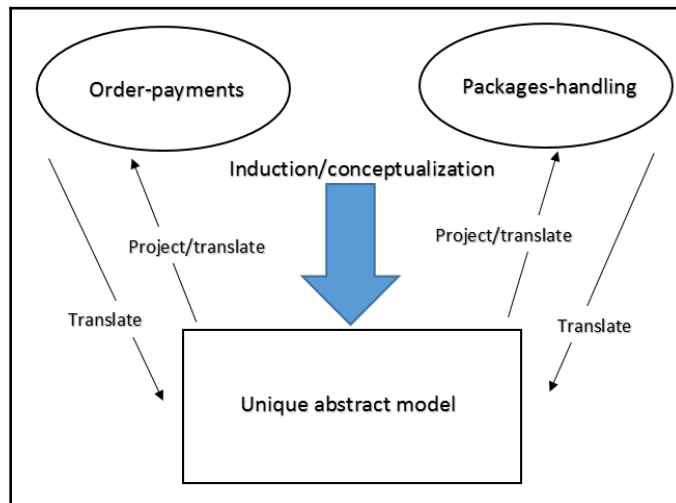 Order-payments
Packages-handling
Induction/conceptualization
Project/translate
Project/translate
Translate
Translate
Unique abstract model